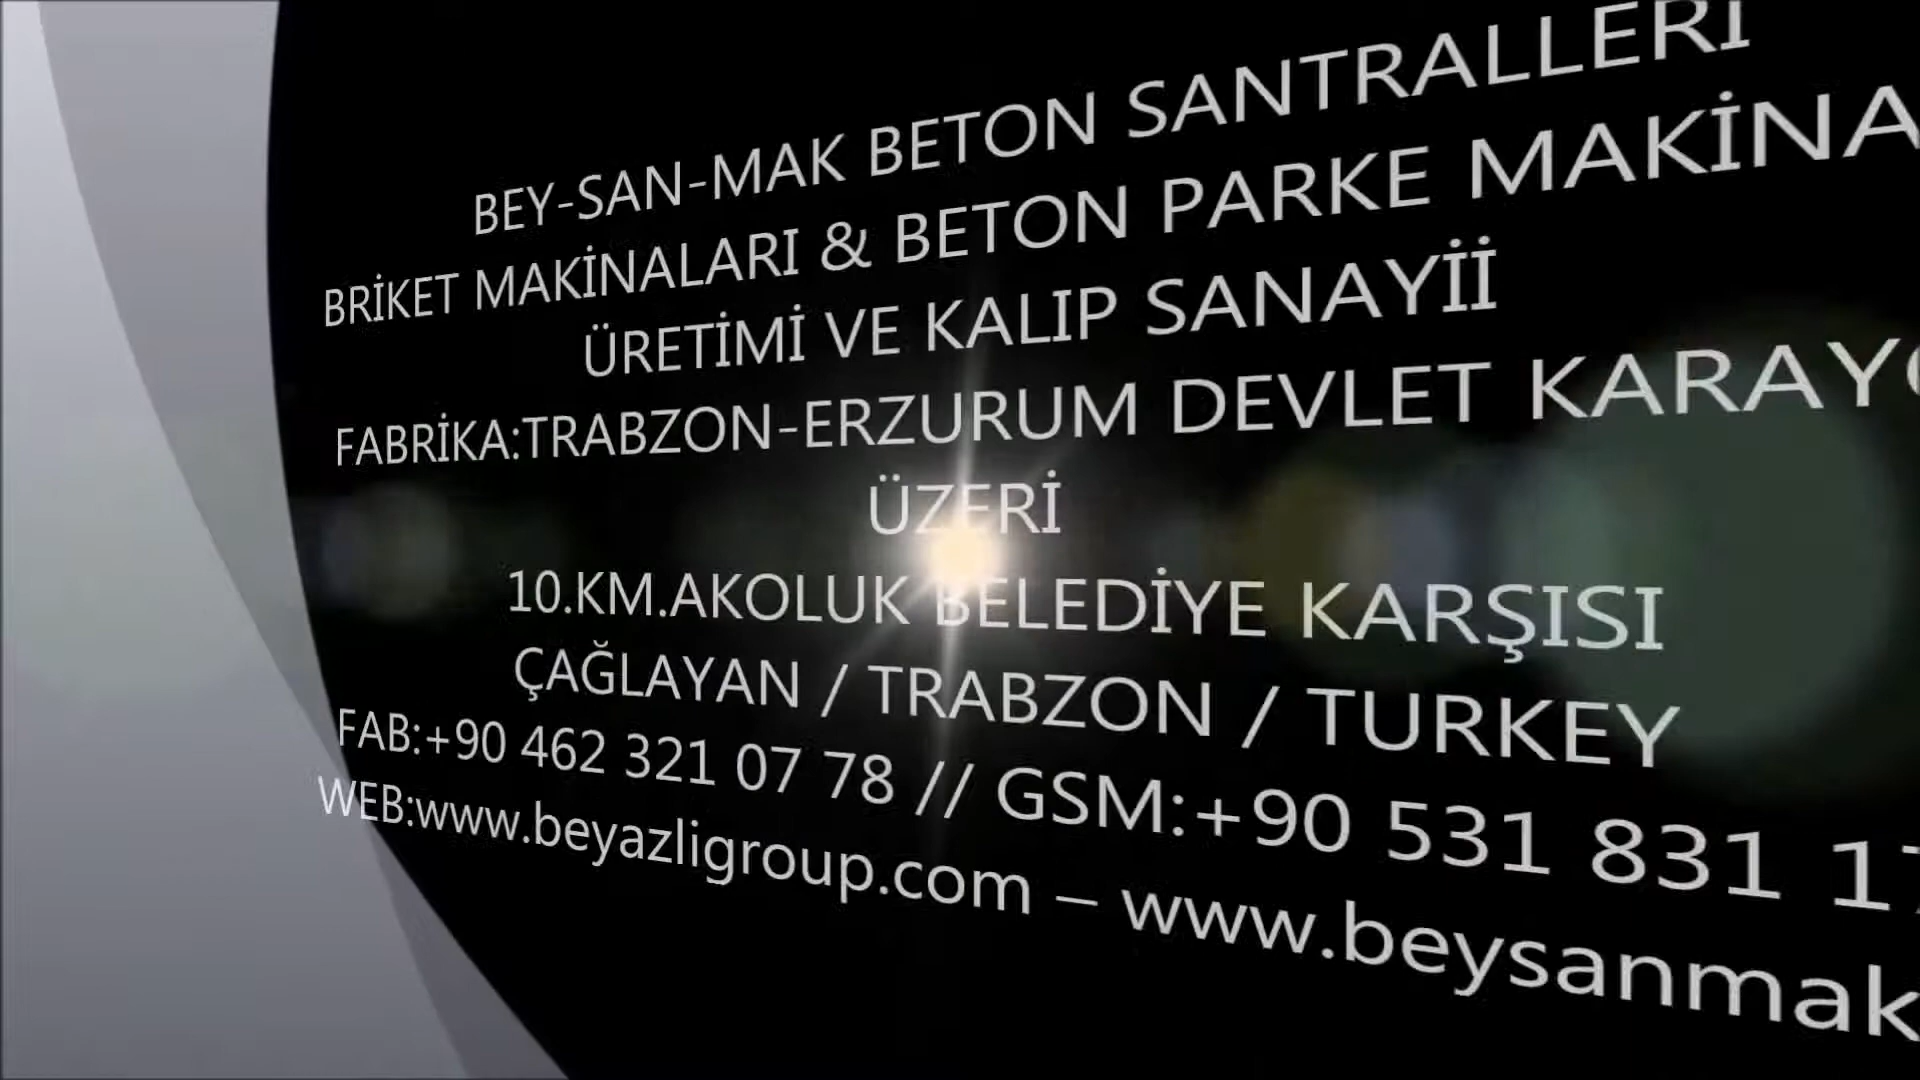 BEY-SAN-MAK BETON SANTRALLERİ
BRİKET MAKİNALARI & BETON PARKE MAKİNA
ÜRETİMİ VE KALIP SANAYİİ
FABRİKA:TRABZON-ERZURUM DEVLET KARAY
ÜZERİ
10.KM.AKOLUK BELEDİYE KARŞISI
ÇAĞLAYAN / TRABZON / TURKEY
FAB:+90 462 321 07 78 // GSM:+90 531 831 1
WEB:www.beyazligroup.com – www.beysanmak